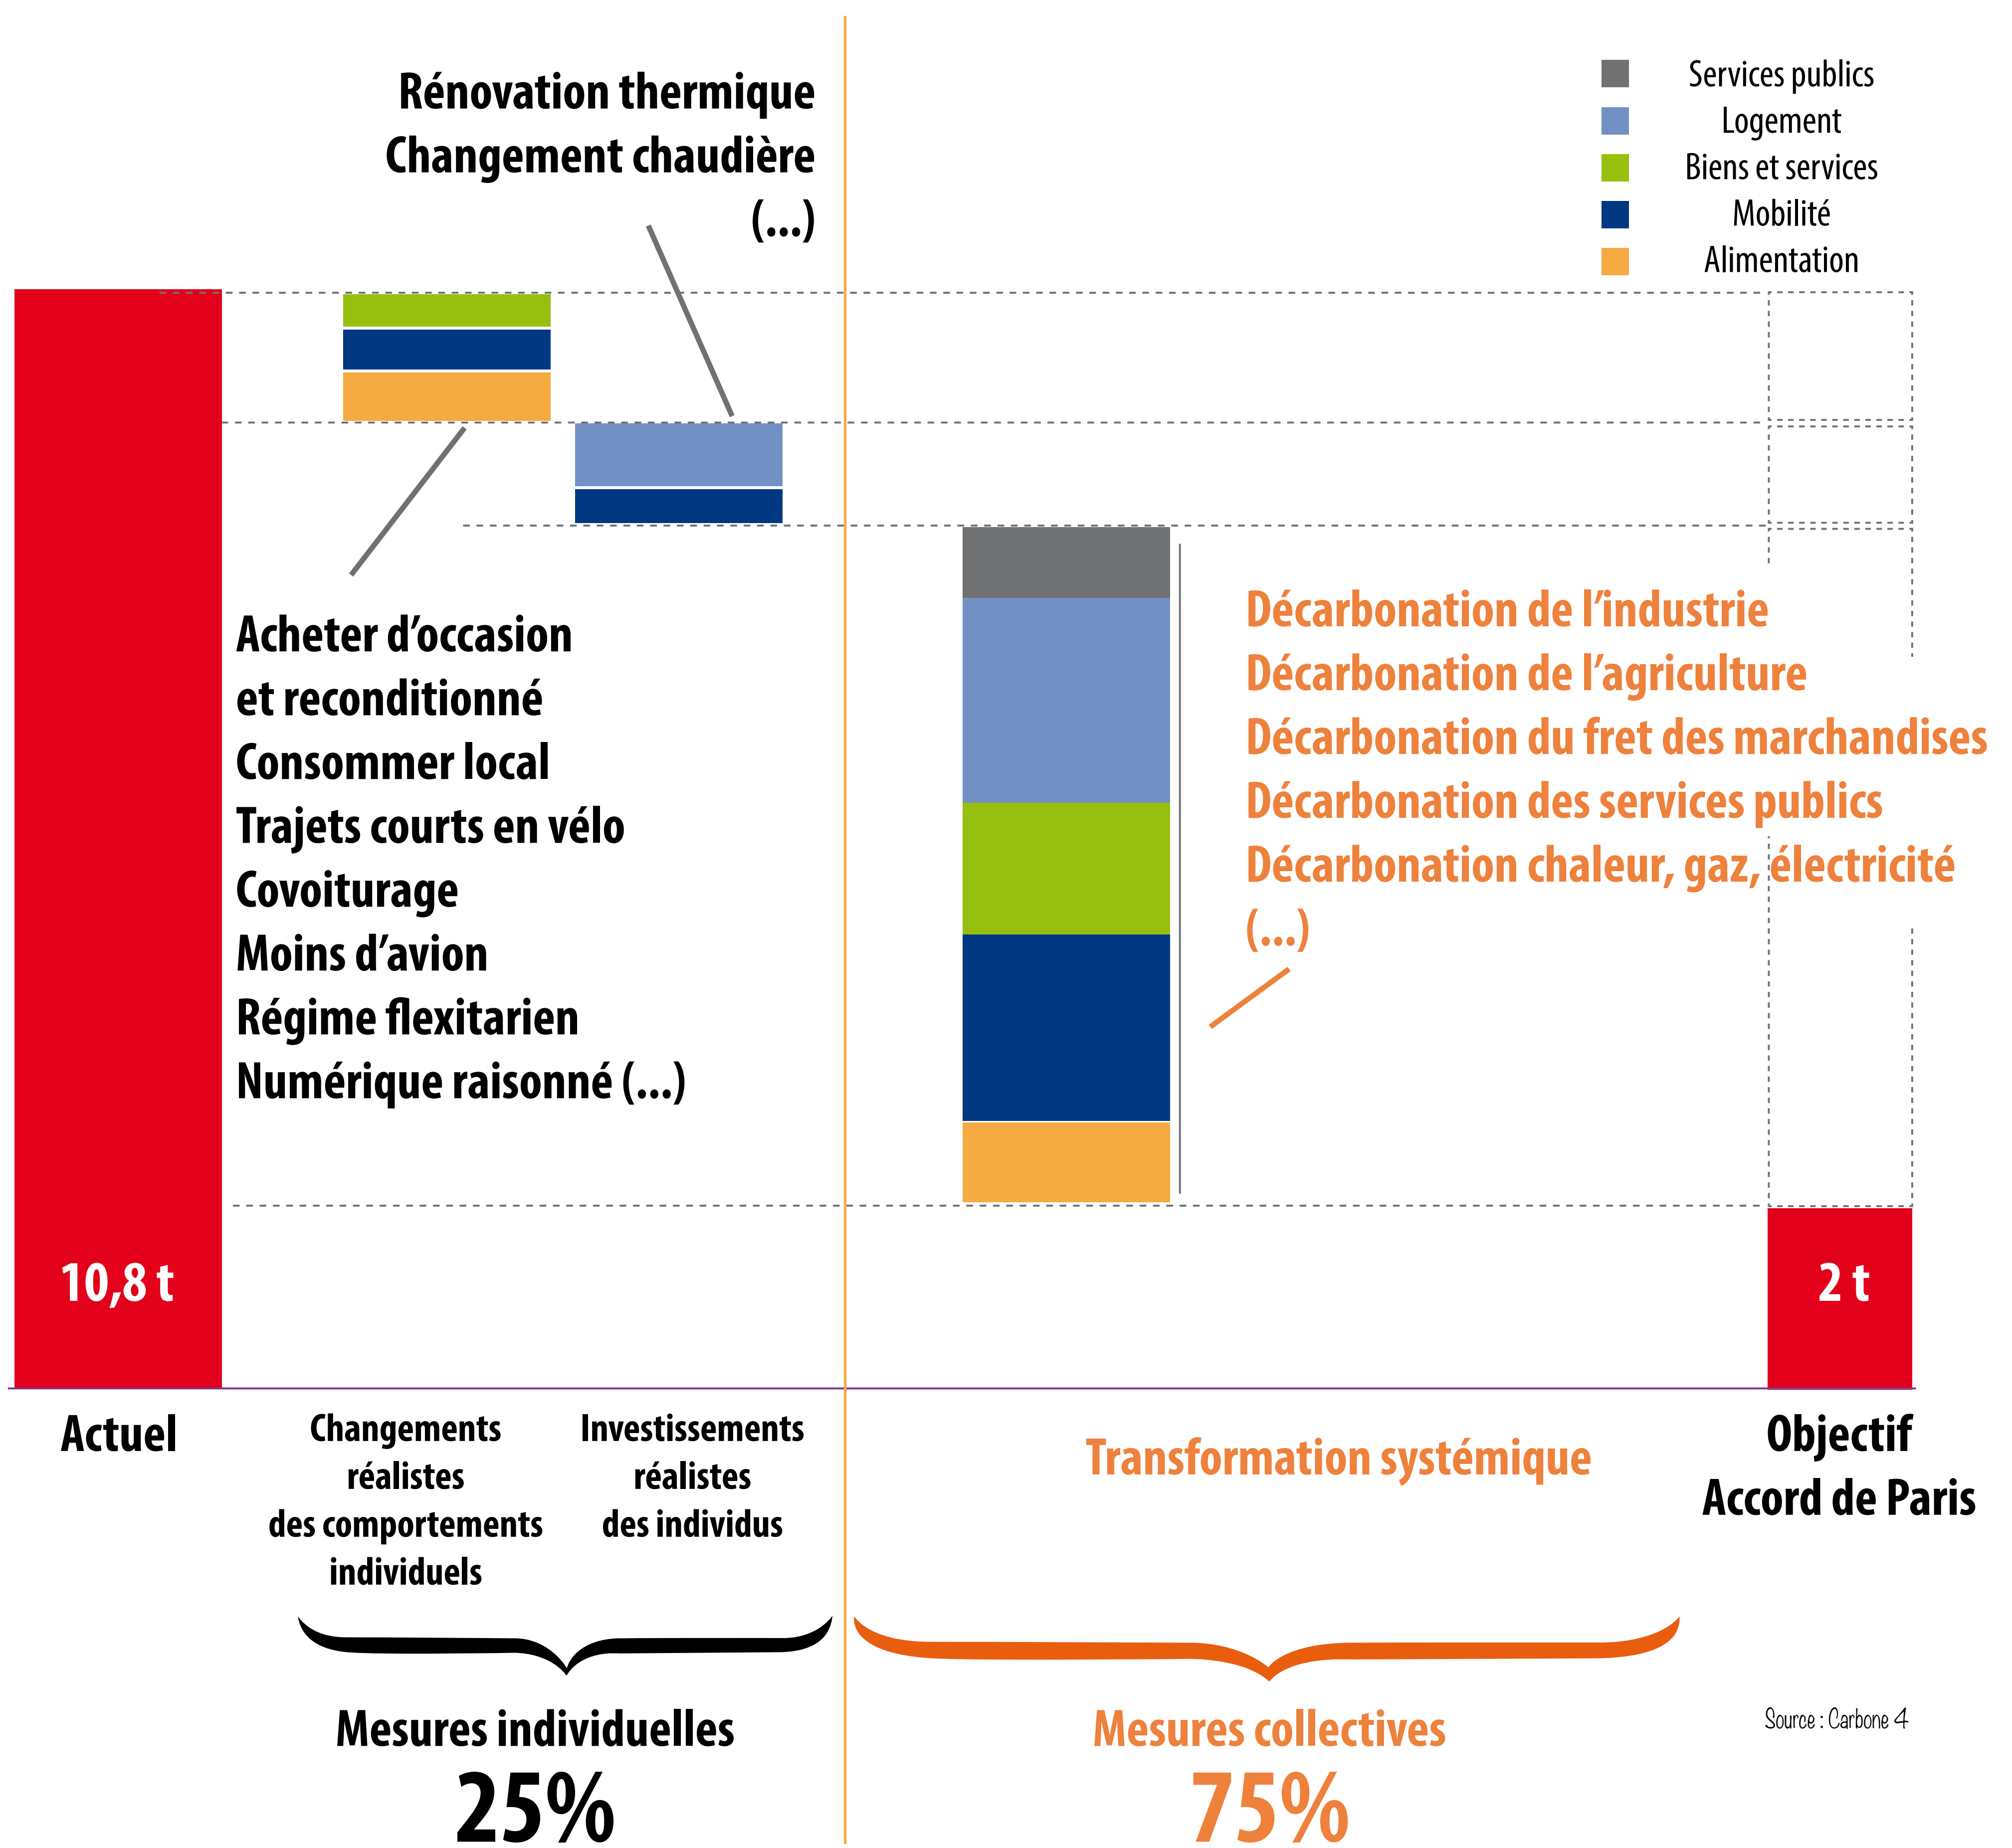 Rénovation thermique
Changement chaudière
(...)
Services publics
Logement
Biens et services
Mobilité
Alimentation
Acheter d’occasion
et reconditionné
Consommer local
Trajets courts en vélo
Covoiturage
Moins d’avion
Régime flexitarien
Numérique raisonné (...)
Décarbonation de l’industrie
Décarbonation de l’agriculture
Décarbonation du fret des marchandises
Décarbonation des services publics
Décarbonation chaleur, gaz, électricité
(...)
10,8 t
2 t
Actuel
Changements
réalistes
des comportements
individuels
Investissements
réalistes
des individus
Transformation systémique
Objectif
Accord de Paris
Mesures individuelles
25%
Mesures collectives
75%
Source : Carbone 4